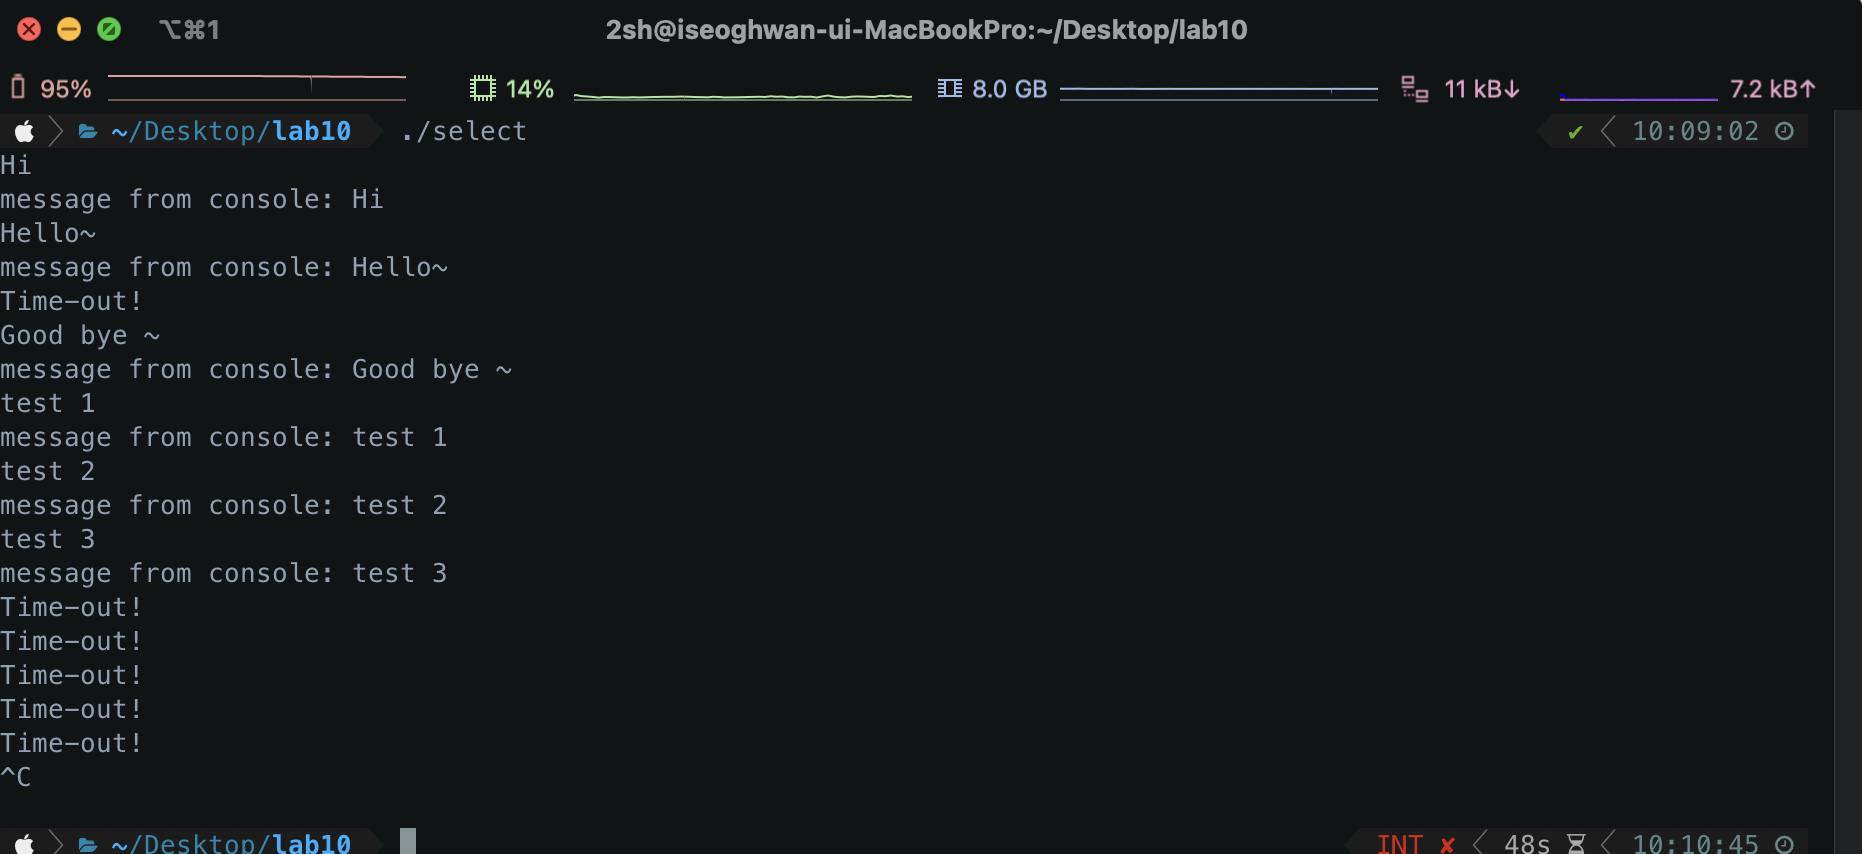 ⌥⌘1 2sh@iseoghwan-ui-MacBookPro:~/Desktop/lab10
95% 14% 8.0 GB 11 kB↓ 7.2 kB↑
~/Desktop/lab10 ./select ✔ 10:09:02
Hi
message from console: Hi
Hello~
message from console: Hello~
Time-out!
Good bye ~
message from console: Good bye ~
test 1
message from console: test 1
test 2
message from console: test 2
test 3
message from console: test 3
Time-out!
Time-out!
Time-out!
Time-out!
Time-out!
^C
~/Desktop/lab10 INT ✘ 48s 10:10:45